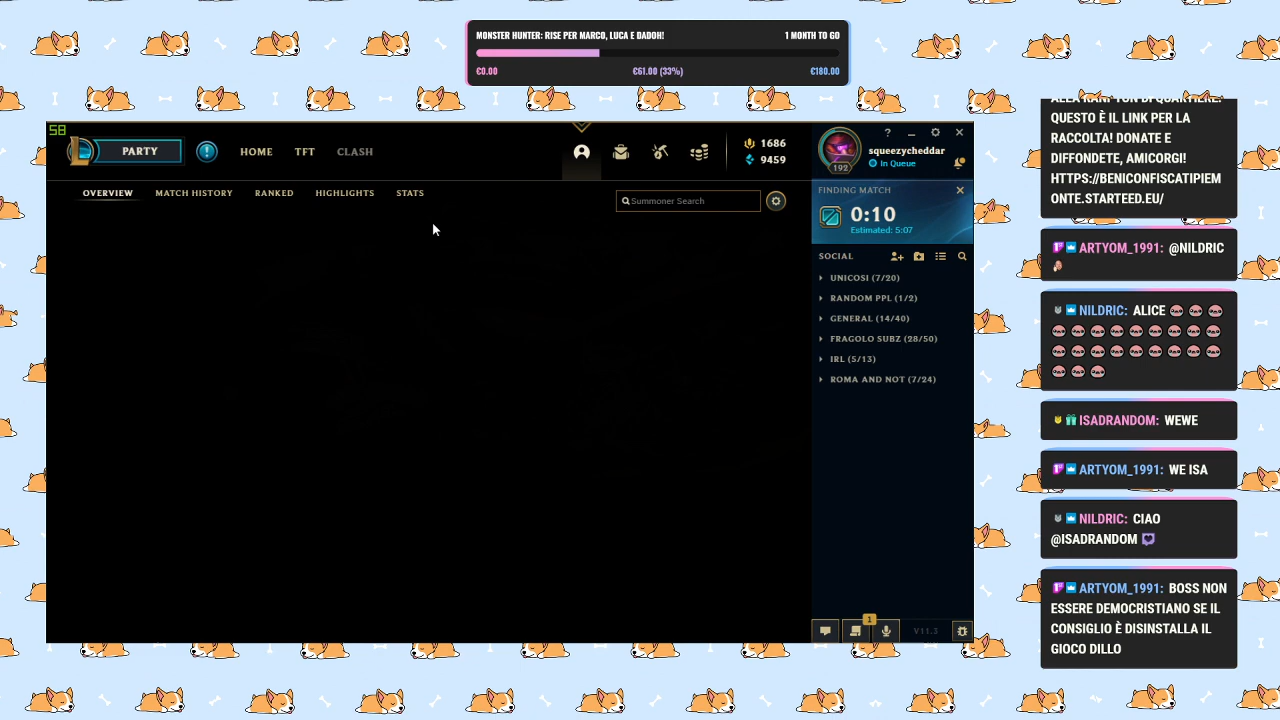 MONSTER HUNTER: RISE PER MARCO, LUCA E DADOH! 1 MONTH TO GO
€0.00 €61.00 (33%) €180.00
58
PARTY
HOME TFT CLASH
1686
9459
192
squeezycheddar
In Queue
OVERVIEW MATCH HISTORY RANKED HIGHLIGHTS STATS
Summoner Search
FINDING MATCH
0:10
Estimated: 5:07
SOCIAL
UNICOSI (7/20)
RANDOM PPL (1/2)
GENERAL (14/40)
FRAGOLO SUBZ (28/50)
IRL (5/13)
ROMA AND NOT (7/24)
1
V11.3
QUESTO È IL LINK PER LA
RACCOLTA! DONATE E
DIFFONDETE, AMICORGI!
HTTPS://BENICONFISCATIPIEM
ONTE.STARTEED.EU/
ARTYOM_1991: @NILDRIC
NILDRIC: ALICE
ISADRANDOM: WEWE
ARTYOM_1991: WE ISA
NILDRIC: CIAO
@ISADRANDOM
ARTYOM_1991: BOSS NON
ESSERE DEMOCRISTIANO SE IL
CONSIGLIO È DISINSTALLA IL
GIOCO DILLO